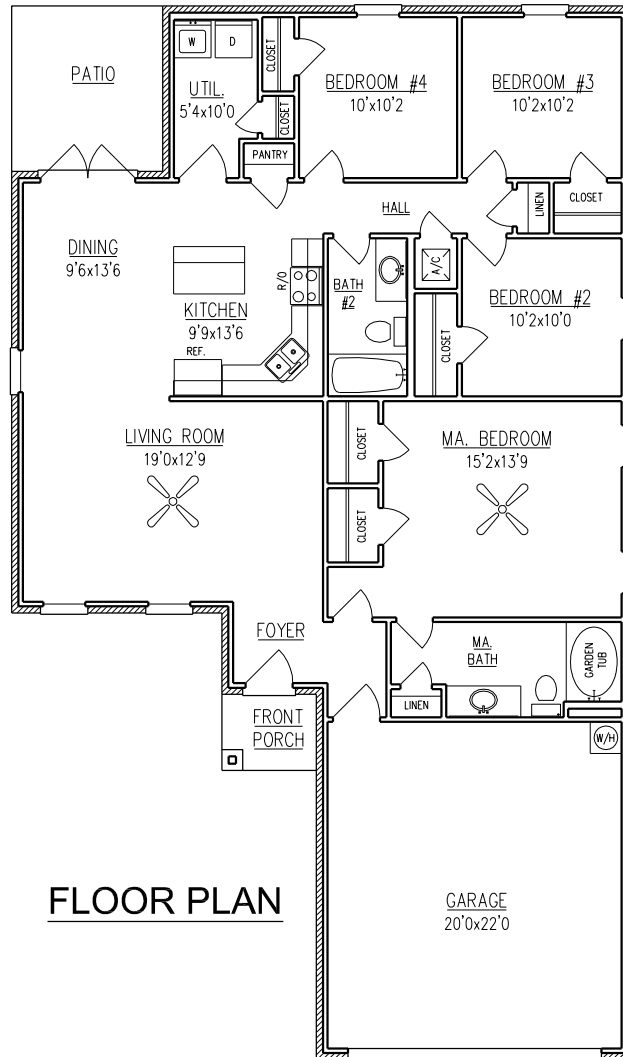 W
D
CLOSET
PATIO
UTIL.
5'4x10'0
BEDROOM #4
10'x10'2
BEDROOM #3
10'2x10'2
CLOSET
PANTRY
HALL
LINEN
CLOSET
DINING
9'6x13'6
R/O
BATH
#2
A/C
KITCHEN
9'9x13'6
BEDROOM #2
10'2x10'0
REF.
CLOSET
LIVING ROOM
19'0x12'9
CLOSET
MA. BEDROOM
15'2x13'9
CLOSET
FOYER
MA.
BATH
GARDEN
TUB
LINEN
FRONT
PORCH
W/H
FLOOR PLAN
GARAGE
20'0x22'0